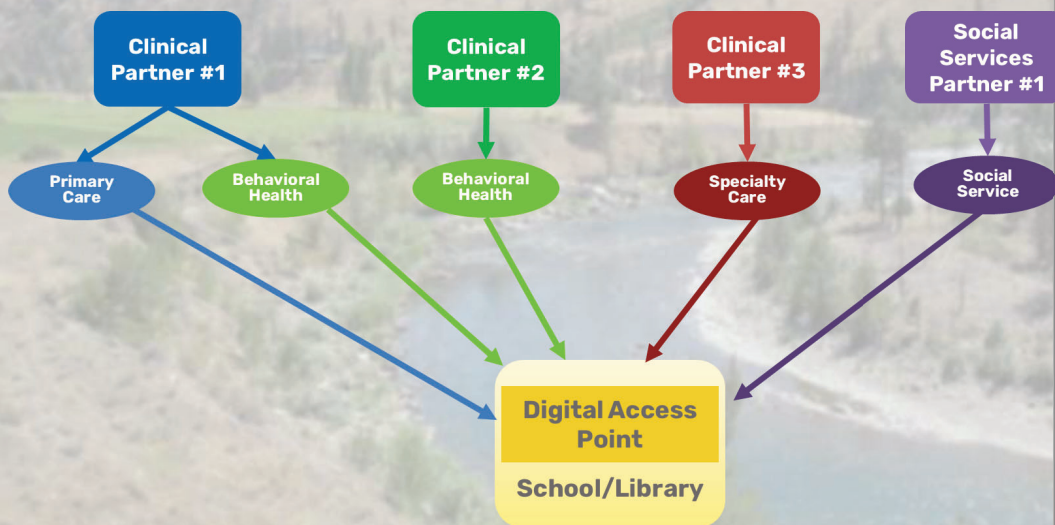 Clinical
Partner #1
Clinical
Partner #2
Clinical
Partner #3
Social
Services
Partner #1
Primary
Care
Behavioral
Health
Behavioral
Health
Specialty
Care
Social
Service
Digital Access
Point
School/Library